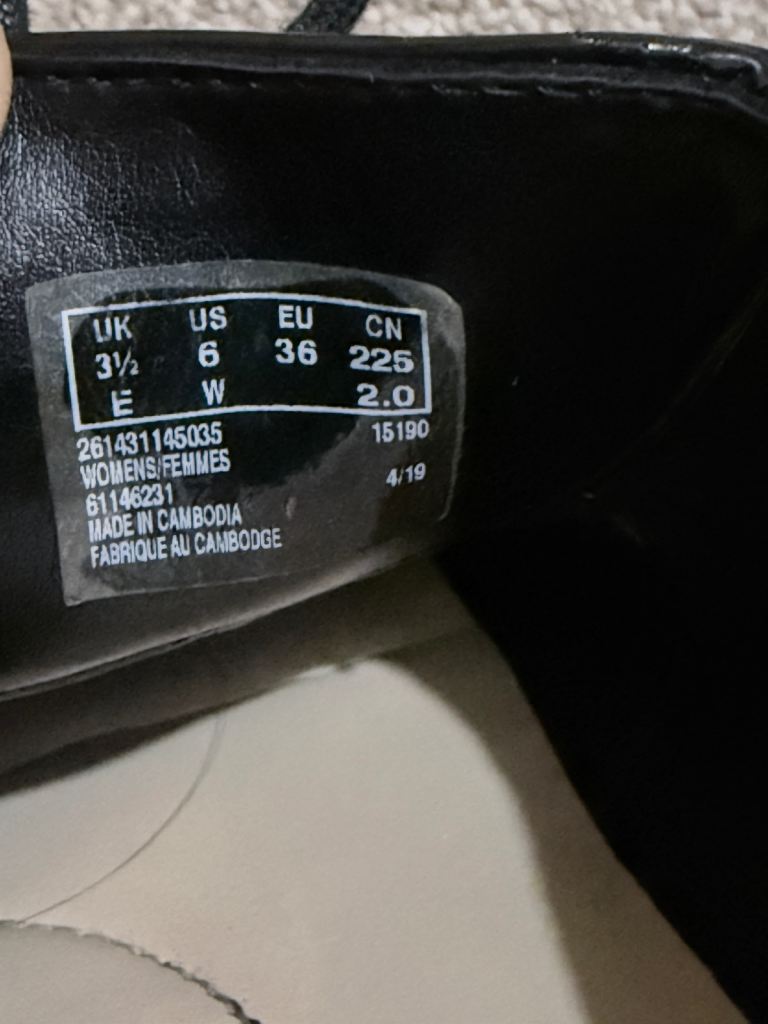 UK US EU CN
3½ 6 36 225
E W 2.0
261431145035 15190
WOMENS/FEMMES
61146231 4/19
MADE IN CAMBODIA
FABRIQUE AU CAMBODGE